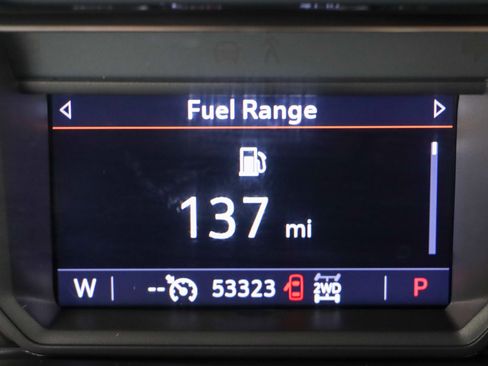 Fuel Range
137 mi
W -- 53323 2WD P